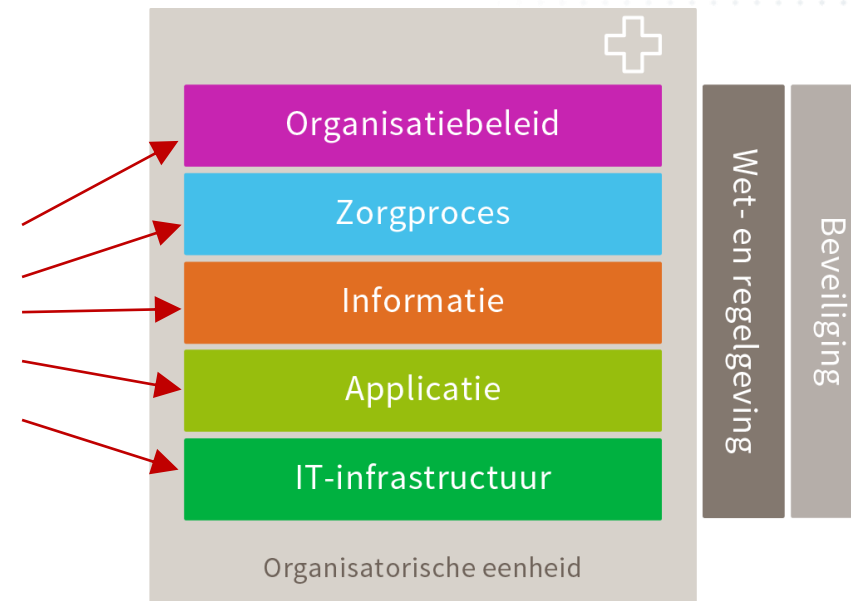 Organisatiebeleid
Zorgproces
Informatie
Applicatie
IT-infrastructuur
Organisatorische eenheid
Wet- en regelgeving
Beveiliging